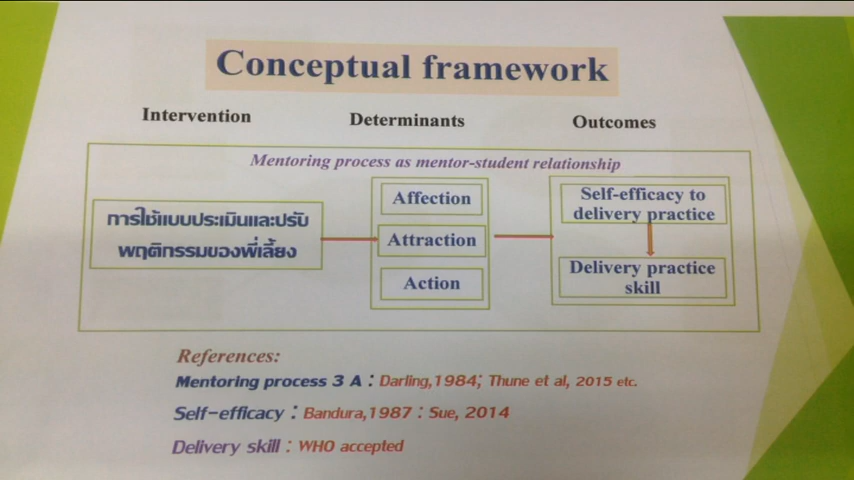 Conceptual framework
Intervention
Determinants
Outcomes
Mentoring process as mentor-student relationship
การใช้แบบประเมินและปรับ
พฤติกรรมของพี่เลี้ยง
Affection
Attraction
Action
Self-efficacy to
delivery practice
Delivery practice
skill
References:
Mentoring process 3 A : Darling,1984; Thune et al, 2015 etc.
Self-efficacy : Bandura,1987 : Sue, 2014
Delivery skill : WHO accepted